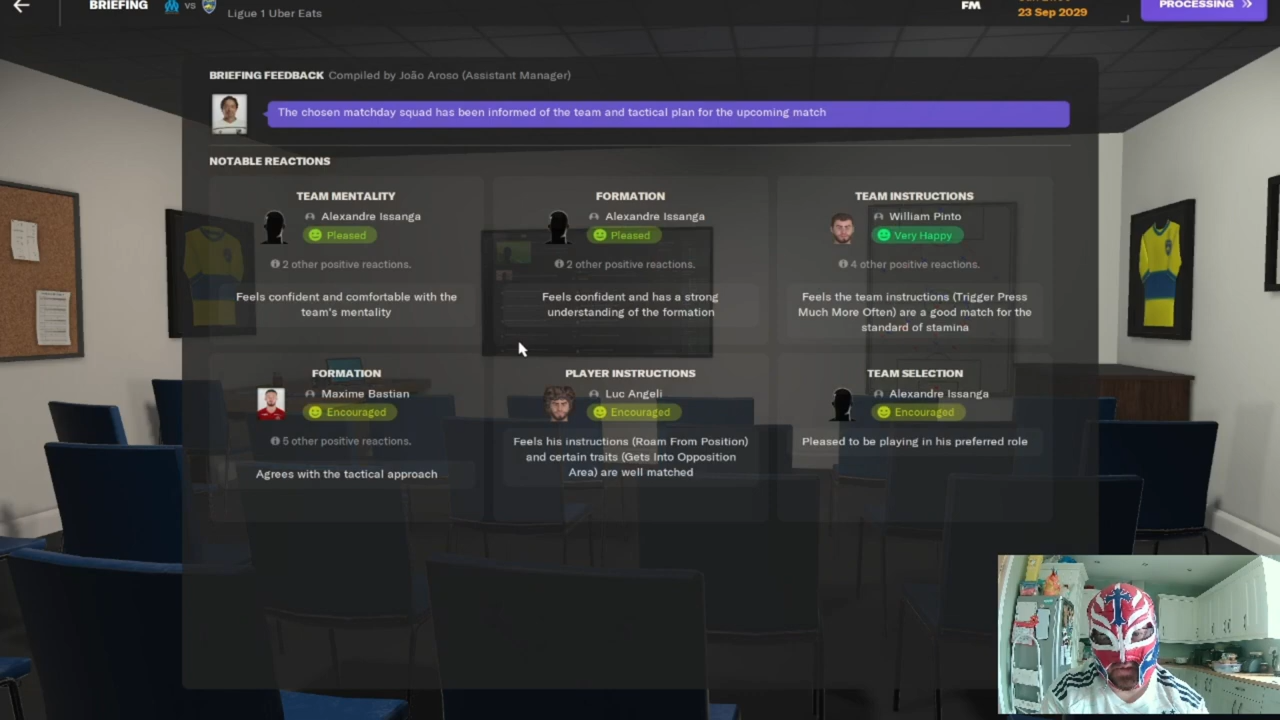 BRIEFING
vs
Ligue 1 Uber Eats
FM
23 Sep 2029
PROCESSING
BRIEFING FEEDBACK Compiled by João Aroso (Assistant Manager)
The chosen matchday squad has been informed of the team and tactical plan for the upcoming match
NOTABLE REACTIONS
TEAM MENTALITY
Alexandre Issanga
Pleased
2 other positive reactions.
Feels confident and comfortable with the
team's mentality
FORMATION
Alexandre Issanga
Pleased
2 other positive reactions.
Feels confident and has a strong
understanding of the formation
TEAM INSTRUCTIONS
William Pinto
Very Happy
4 other positive reactions.
Feels the team instructions (Trigger Press
Much More Often) are a good match for the
standard of stamina
FORMATION
Maxime Bastian
Encouraged
5 other positive reactions.
Agrees with the tactical approach
PLAYER INSTRUCTIONS
Luc Angeli
Encouraged
Feels his instructions (Roam From Position)
and certain traits (Gets Into Opposition
Area) are well matched
TEAM SELECTION
Alexandre Issanga
Encouraged
Pleased to be playing in his preferred role